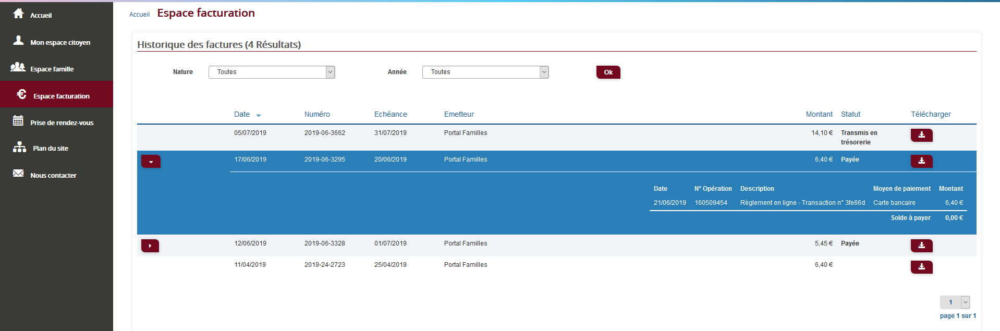 Accueil
Mon espace citoyen
Espace famille
Espace facturation
Prise de rendez-vous
Plan du site
Nous contacter
Accueil Espace facturation
Historique des factures (4 Résultats)
Nature Toutes Année Toutes Ok
Date Numéro Echéance Emetteur Montant Statut Télécharger
05/07/2019 2019-06-3662 31/07/2019 Portal Familles 14,10 € Transmis en
trésorerie
17/06/2019 2019-06-3295 20/06/2019 Portal Familles 6,40 € Payée
Date N° Opération Description Moyen de paiement Montant
21/06/2019 160509454 Règlement en ligne - Transaction n° 3fe66d Carte bancaire 6,40 €
Solde à payer 0,00 €
12/06/2019 2019-06-3328 01/07/2019 Portal Familles 5,45 € Payée
11/04/2019 2019-24-2723 25/04/2019 Portal Familles 6,40 €
1
page 1 sur 1